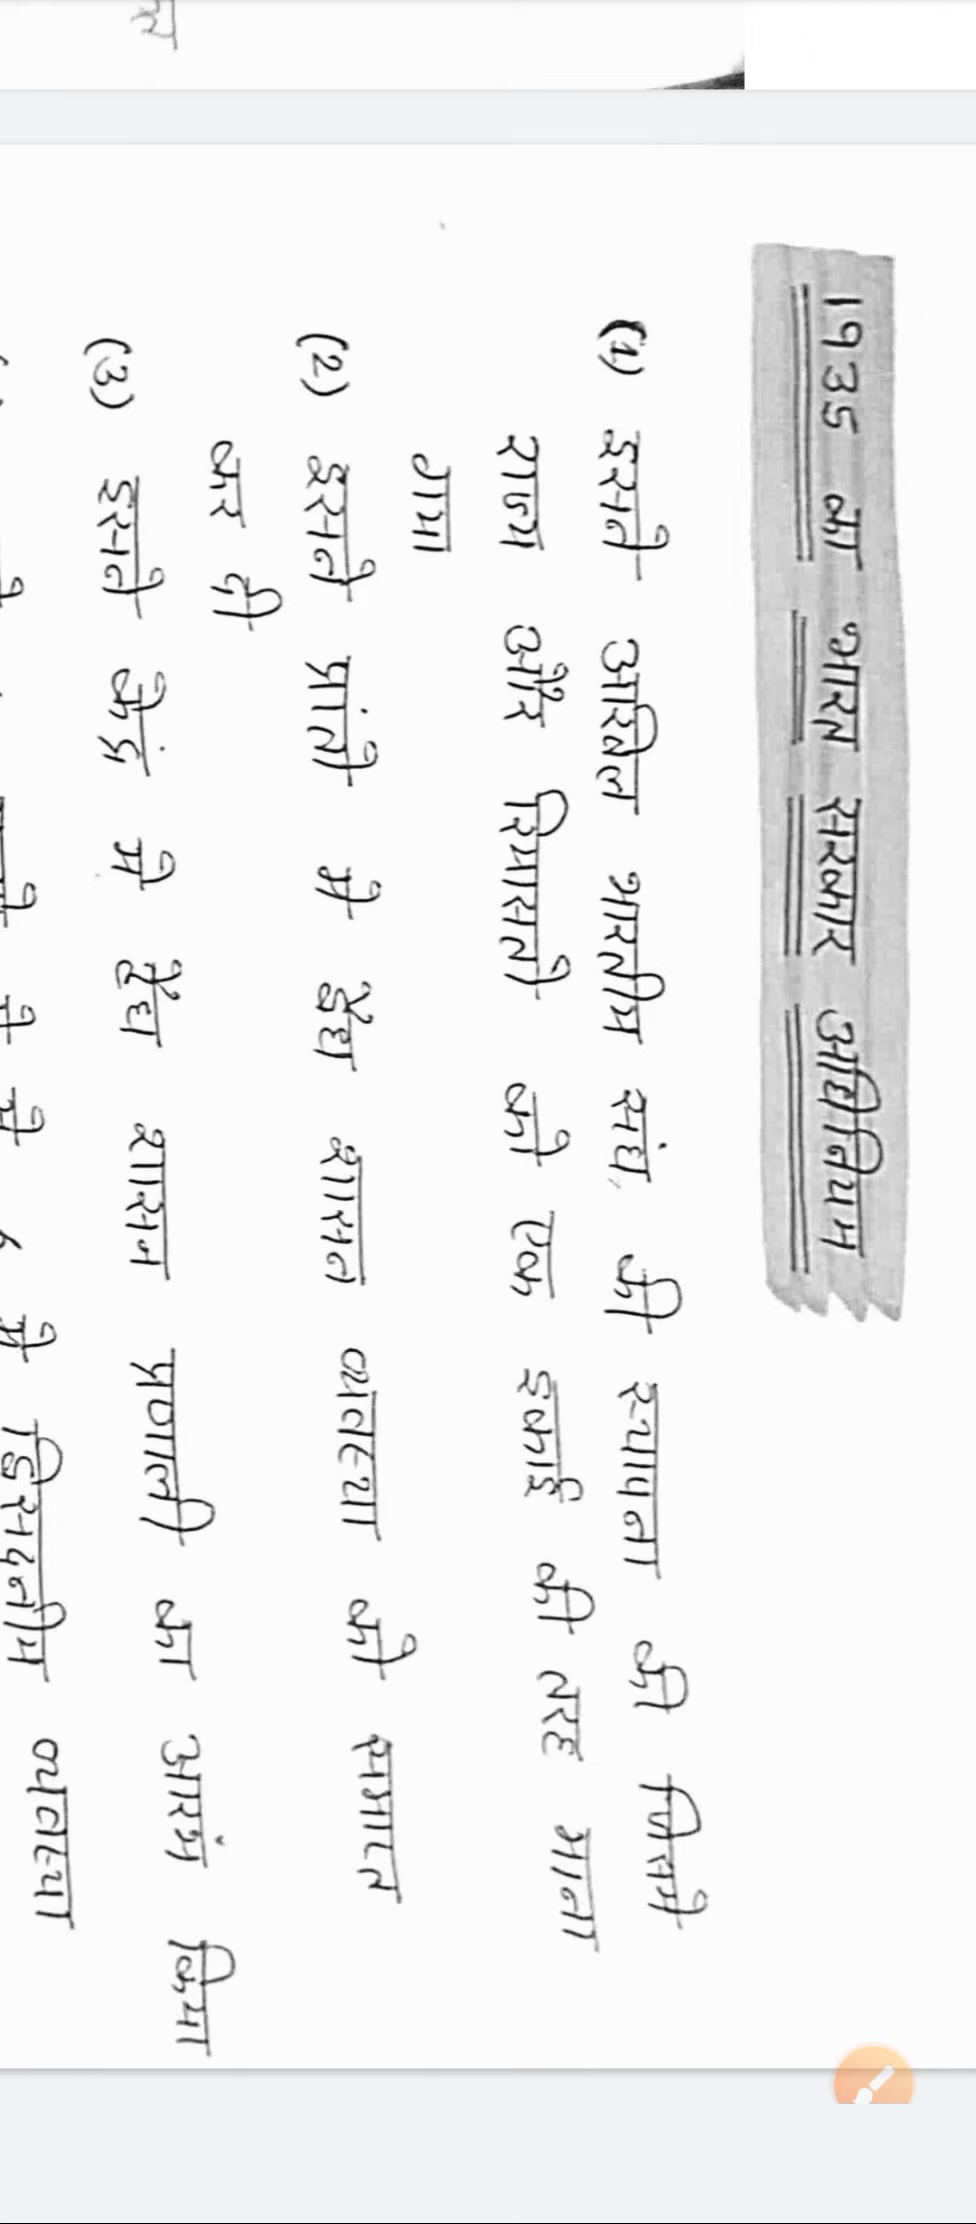 1935 का भारत सरकार अधिनियम
(1) इसने अखिल भारतीय संघ की स्थापना की जिसमे
राज्य और रियासतो को एक इकाई की तरह माना
गया
(2) इसने प्रांतो मे द्वैध शासन व्यवस्था को समाप्त
कर दी
(3) इसने केंद्र मे द्वैध शासन प्रणाली का आरंभ किया
मे द्विसदनीय व्यवस्था